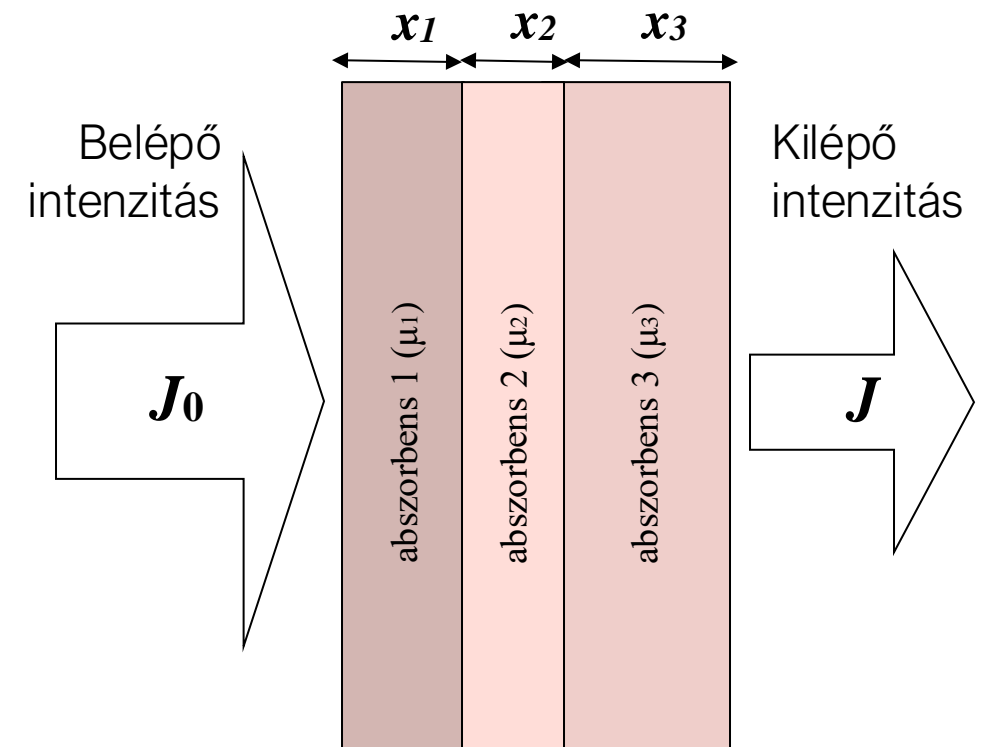 x1 x2 x3
Belépő
intenzitás
Kilépő
intenzitás
J0
abszorbens 1 (μ1)
abszorbens 2 (μ2)
abszorbens 3 (μ3)
J